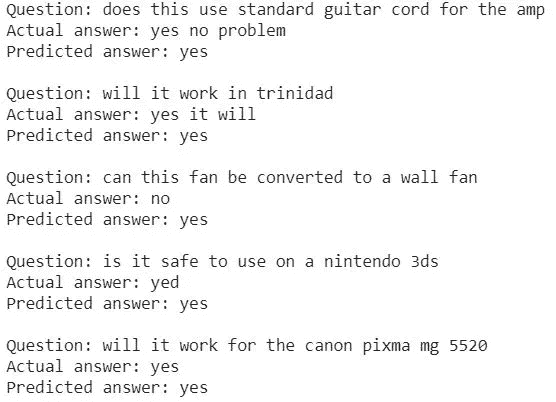 Question: does this use standard guitar cord for the amp
Actual answer: yes no problem
Predicted answer: yes
Question: will it work in trinidad
Actual answer: yes it will
Predicted answer: yes
Question: can this fan be converted to a wall fan
Actual answer: no
Predicted answer: yes
Question: is it safe to use on a nintendo 3ds
Actual answer: yed
Predicted answer: yes
Question: will it work for the canon pixma mg 5520
Actual answer: yes
Predicted answer: yes